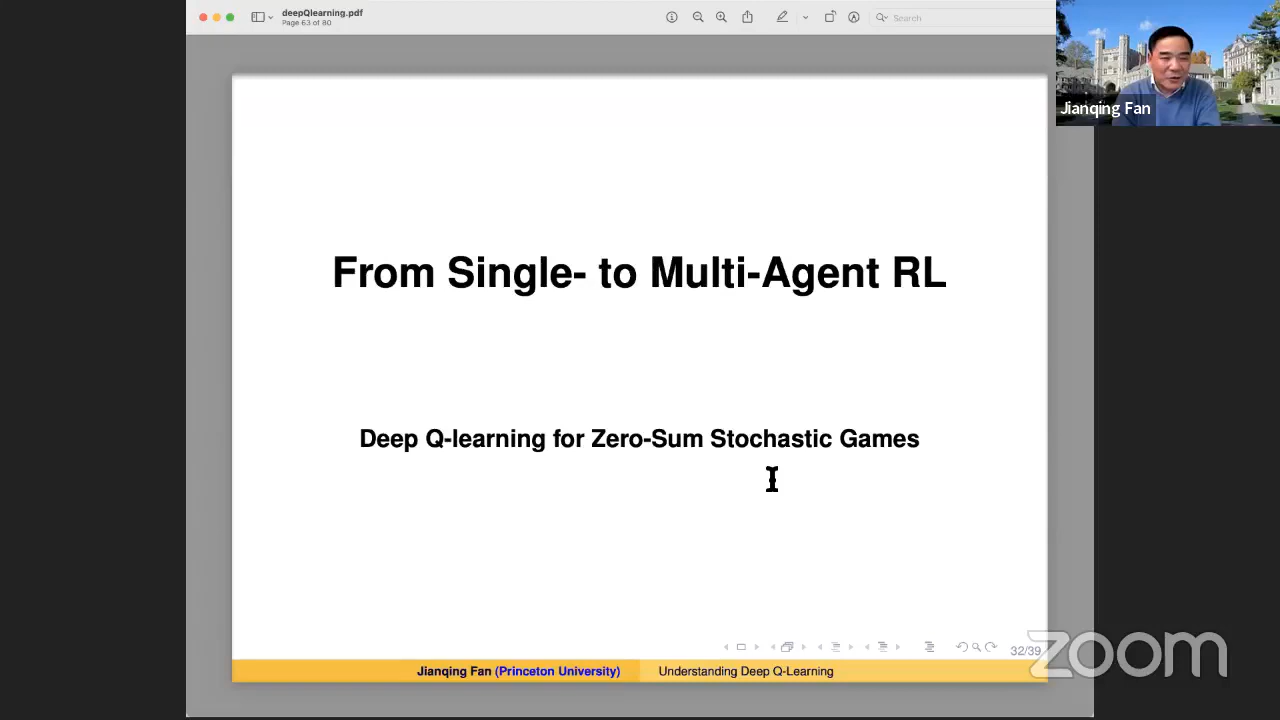 deepQlearning.pdf
Page 63 of 80
Search
Jianqing Fan
From Single- to Multi-Agent RL
Deep Q-learning for Zero-Sum Stochastic Games
32/39
Jianqing Fan (Princeton University)
Understanding Deep Q-Learning
zoom